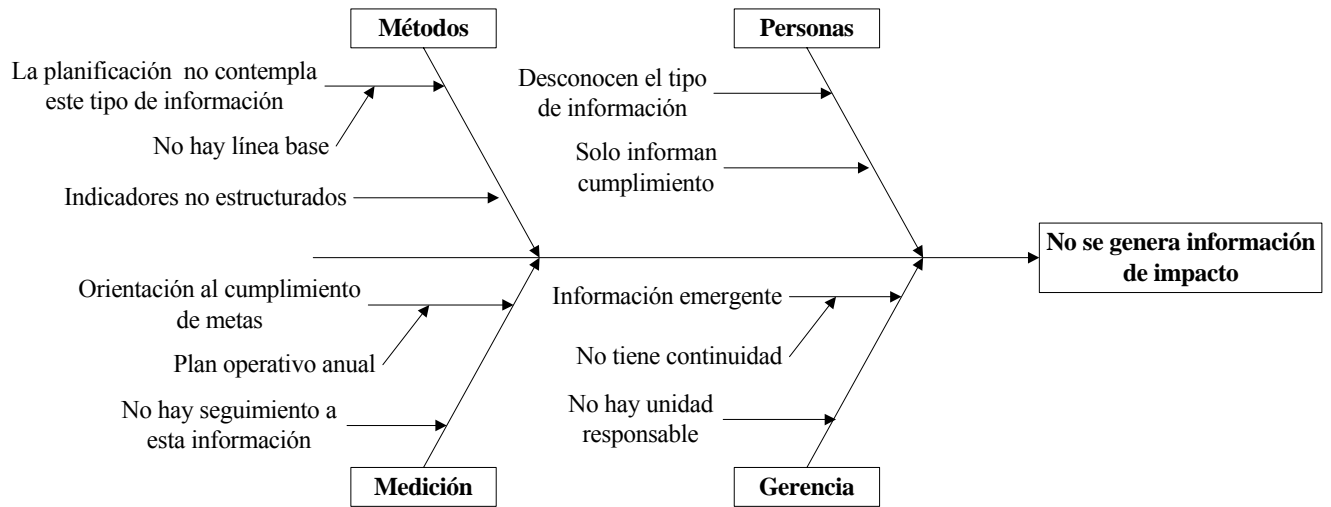 Métodos
Personas
La planificación no contempla
este tipo de información
No hay línea base
Indicadores no estructurados
Desconocen el tipo
de información
Solo informan
cumplimiento
No se genera información
de impacto
Orientación al cumplimiento
de metas
Plan operativo anual
No hay seguimiento a
esta información
Información emergente
No tiene continuidad
No hay unidad
responsable
Medición
Gerencia